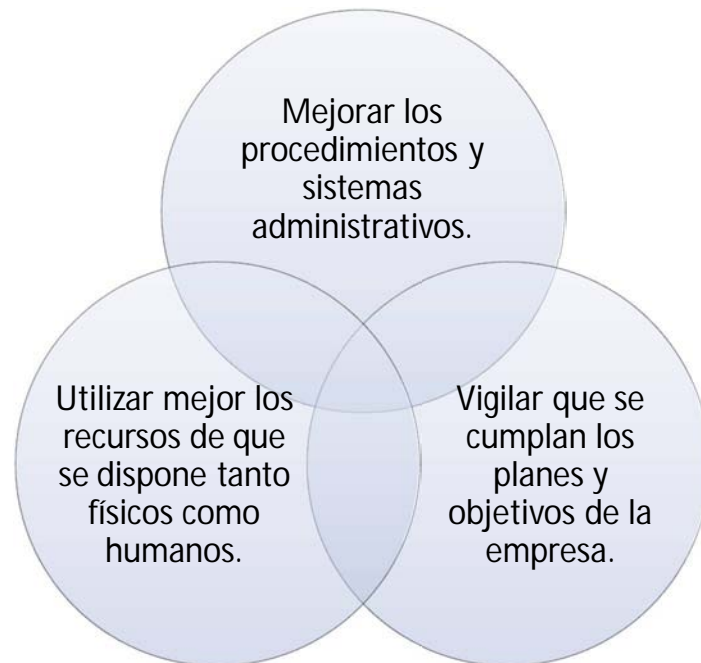 Mejorar los
procedimientos y
sistemas
administrativos.
Utilizar mejor los
recursos de que
se dispone tanto
físicos como
humanos.
Vigilar que se
cumplan los
planes y
objetivos de la
empresa.